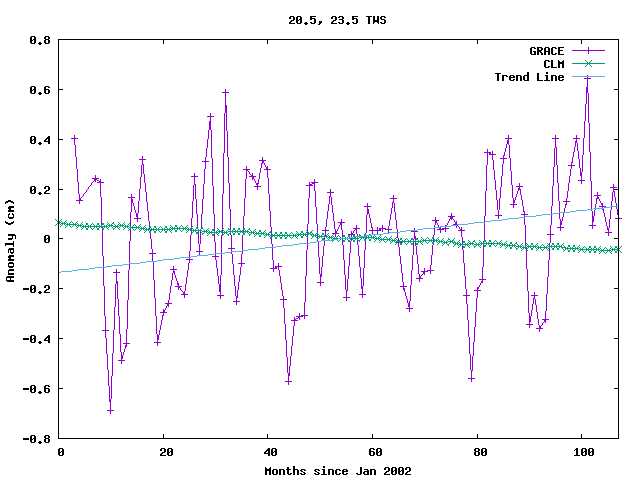 20.5, 23.5 TWS
GRACE
CLM
Trend Line
0.8
0.6
0.4
0.2
0
-0.2
-0.4
-0.6
-0.8
Anomaly (cm)
0 20 40 60 80 100
Months since Jan 2002